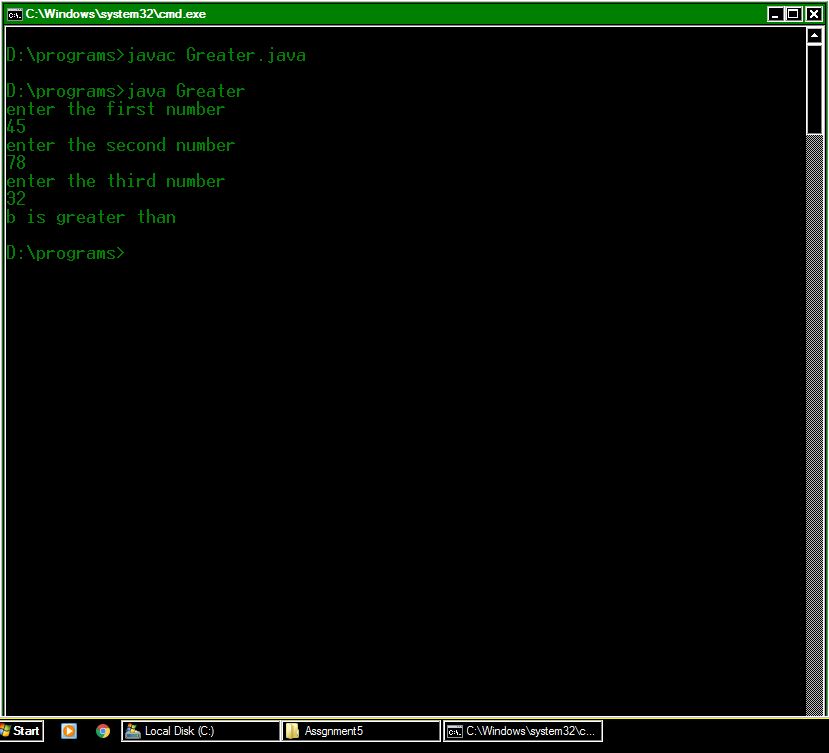 C:\Windows\system32\cmd.exe
D:\programs>javac Greater.java
D:\programs>java Greater
enter the first number
45
enter the second number
78
enter the third number
32
b is greater than
D:\programs>
Start
Local Disk (C:)
Assgnment5
C:\Windows\system32\c...